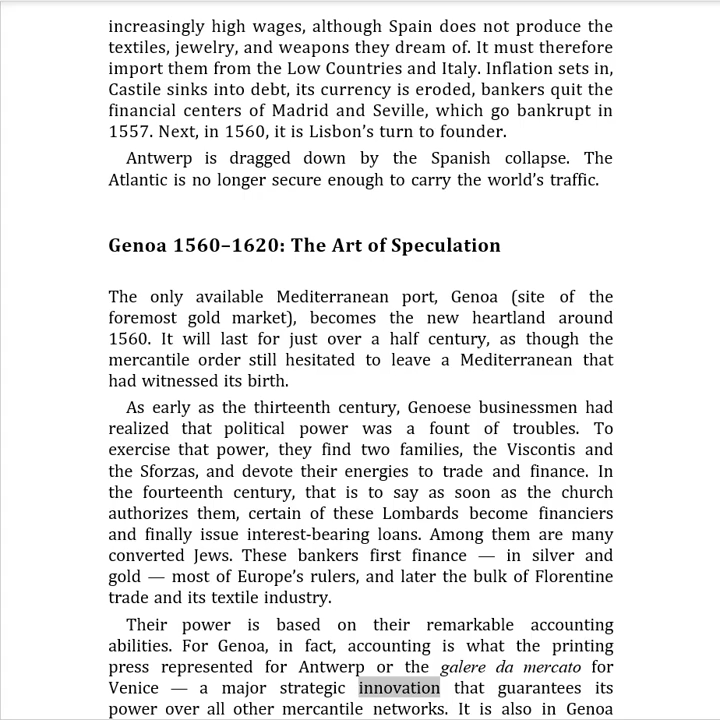 increasingly high wages, although Spain does not produce the
textiles, jewelry, and weapons they dream of. It must therefore
import them from the Low Countries and Italy. Inflation sets in,
Castile sinks into debt, its currency is eroded, bankers quit the
financial centers of Madrid and Seville, which go bankrupt in
1557. Next, in 1560, it is Lisbon’s turn to founder.
Antwerp is dragged down by the Spanish collapse. The
Atlantic is no longer secure enough to carry the world’s traffic.
Genoa 1560–1620: The Art of Speculation
The only available Mediterranean port, Genoa (site of the
foremost gold market), becomes the new heartland around
1560. It will last for just over a half century, as though the
mercantile order still hesitated to leave a Mediterranean that
had witnessed its birth.
As early as the thirteenth century, Genoese businessmen had
realized that political power was a fount of troubles. To
exercise that power, they find two families, the Viscontis and
the Sforzas, and devote their energies to trade and finance. In
the fourteenth century, that is to say as soon as the church
authorizes them, certain of these Lombards become financiers
and finally issue interest-bearing loans. Among them are many
converted Jews. These bankers first finance — in silver and
gold — most of Europe’s rulers, and later the bulk of Florentine
trade and its textile industry.
Their power is based on their remarkable accounting
abilities. For Genoa, in fact, accounting is what the printing
press represented for Antwerp or the galere da mercato for
Venice — a major strategic innovation that guarantees its
power over all other mercantile networks. It is also in Genoa